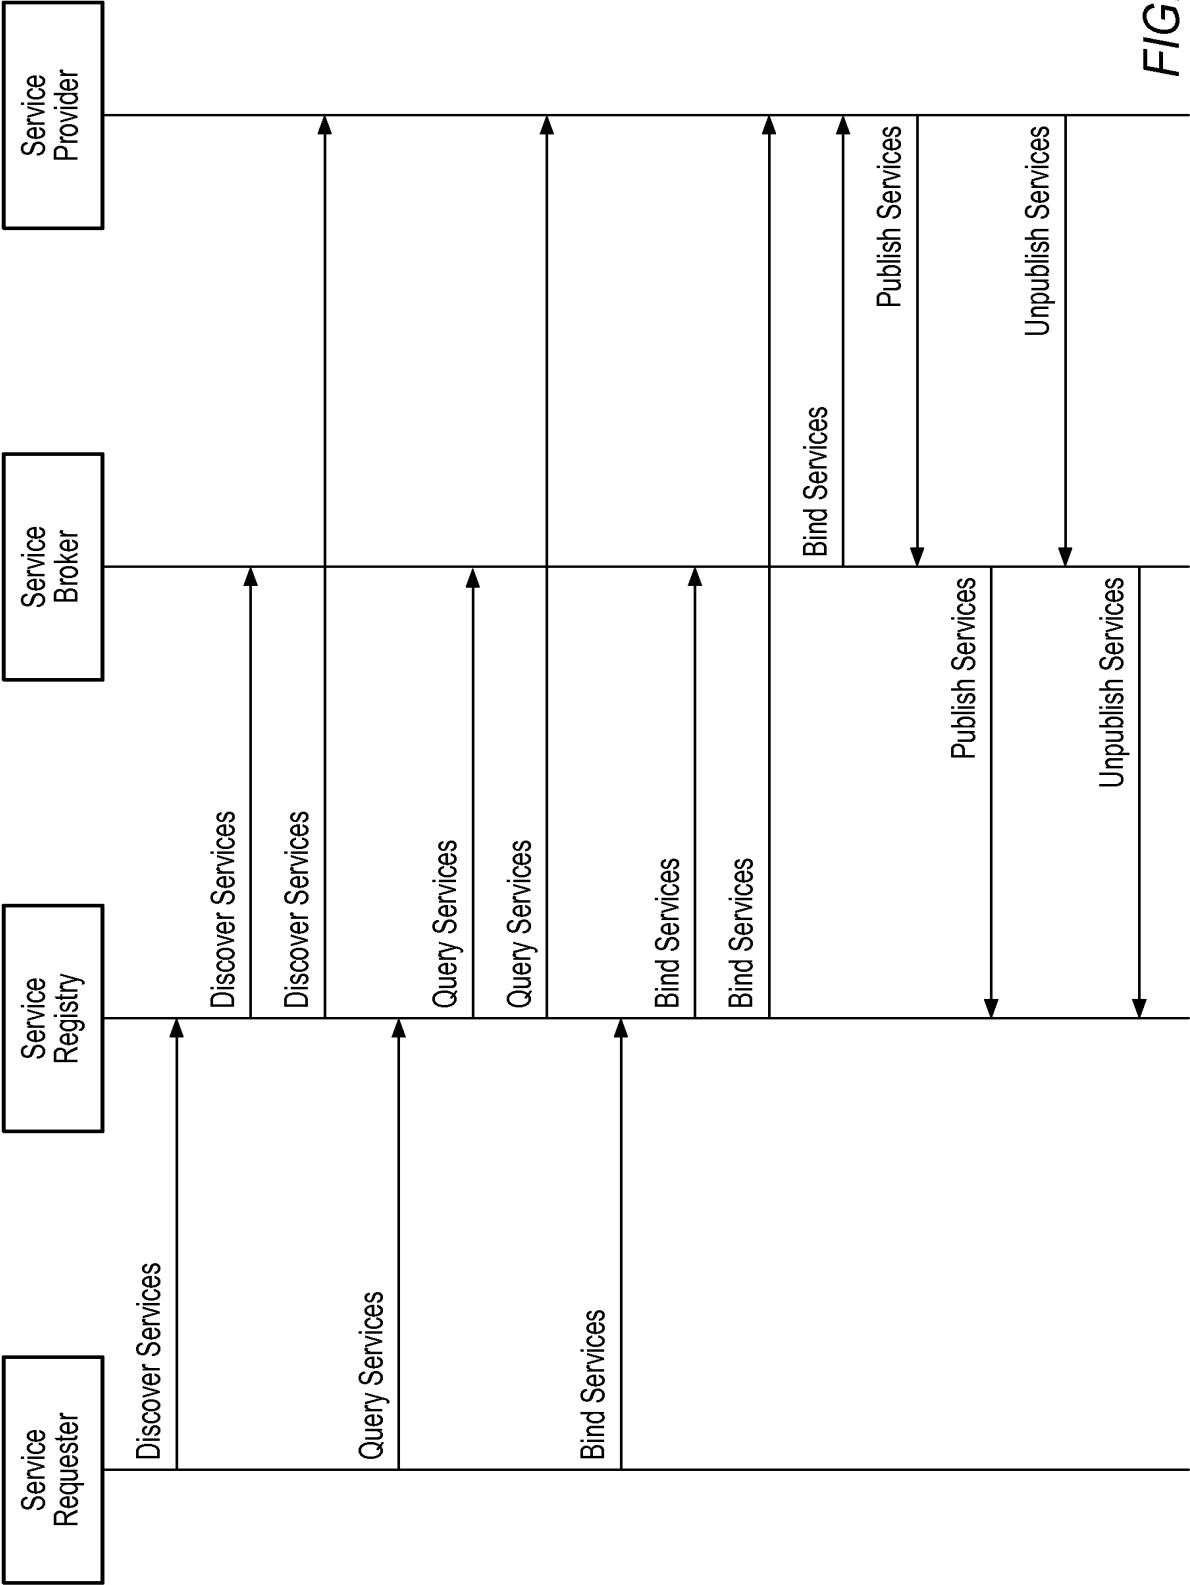 Service
Requester
Service
Registry
Service
Broker
Service
Provider
Discover Services
Discover Services
Discover Services
Query Services
Query Services
Query Services
Bind Services
Bind Services
Bind Services
Bind Services
Publish Services
Publish Services
Unpublish Services
Unpublish Services
FIG.